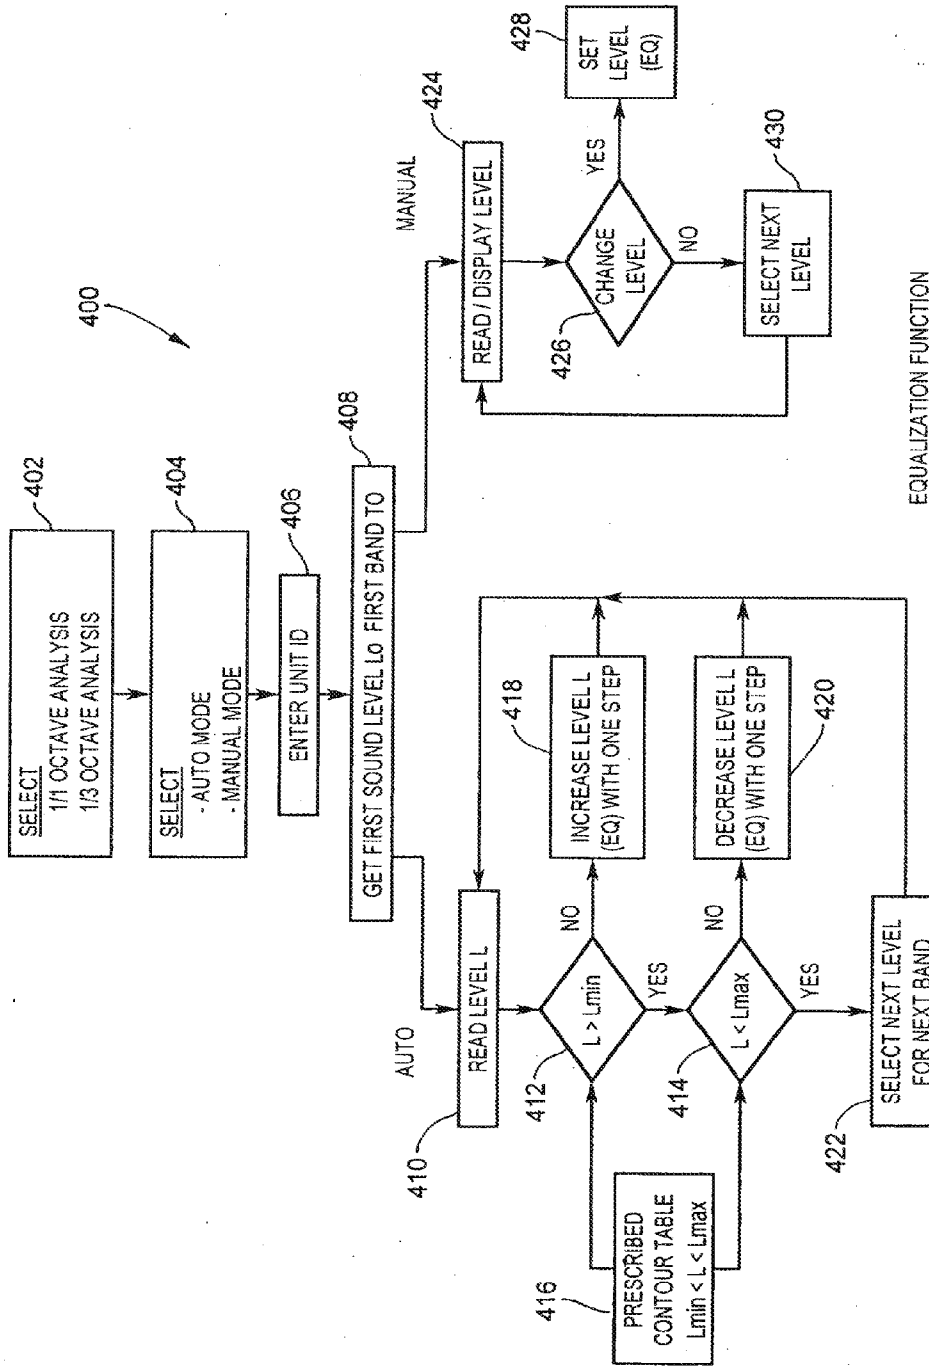 400
402
SELECT
1/1 OCTAVE ANALYSIS
1/3 OCTAVE ANALYSIS
404
SELECT
- AUTO MODE
- MANUAL MODE
406
ENTER UNIT ID
408
GET FIRST SOUND LEVEL Lo FIRST BAND TO
AUTO
MANUAL
410
READ LEVEL L
412
L > Lmin
NO
YES
414
L < Lmax
NO
YES
416
PRESCRIBED
CONTOUR TABLE
Lmin < L < Lmax
418
INCREASE LEVEL L
(EQ) WITH ONE STEP
420
DECREASE LEVEL L
(EQ) WITH ONE STEP
422
SELECT NEXT LEVEL
FOR NEXT BAND
424
READ / DISPLAY LEVEL
426
CHANGE
LEVEL
YES
NO
428
SET
LEVEL
(EQ)
430
SELECT NEXT
LEVEL
EQUALIZATION FUNCTION